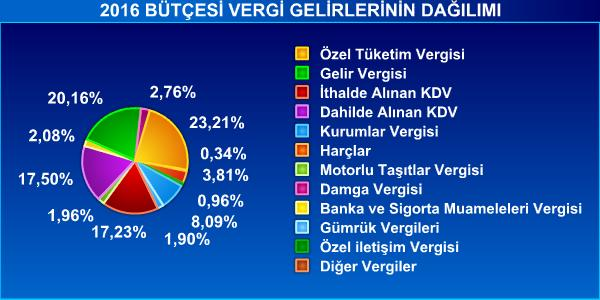 2016 BÜTÇESİ VERGİ GELİRLERİNİN DAĞILIMI
Özel Tüketim Vergisi
Gelir Vergisi
İthalde Alınan KDV
Dahilde Alınan KDV
Kurumlar Vergisi
Harçlar
Motorlu Taşıtlar Vergisi
Damga Vergisi
Banka ve Sigorta Muameleleri Vergisi
Gümrük Vergileri
Özel iletişim Vergisi
Diğer Vergiler
2,76%
23,21%
0,34%
3,81%
0,96%
8,09%
1,90%
17,23%
1,96%
17,50%
2,08%
20,16%